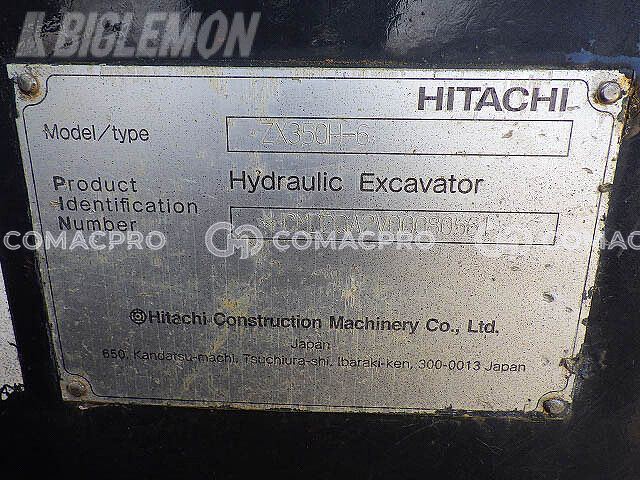 BIGLEMON
HITACHI
Model/type ZX350H-6
Product Hydraulic Excavator
Identification
Number
COMACPRO COMACPRO COMACPRO
©Hitachi Construction Machinery Co., Ltd.
Japan
650, Kandatsu-machi, Tsuchiura-shi, Ibaraki-ken, 300-0013 Japan